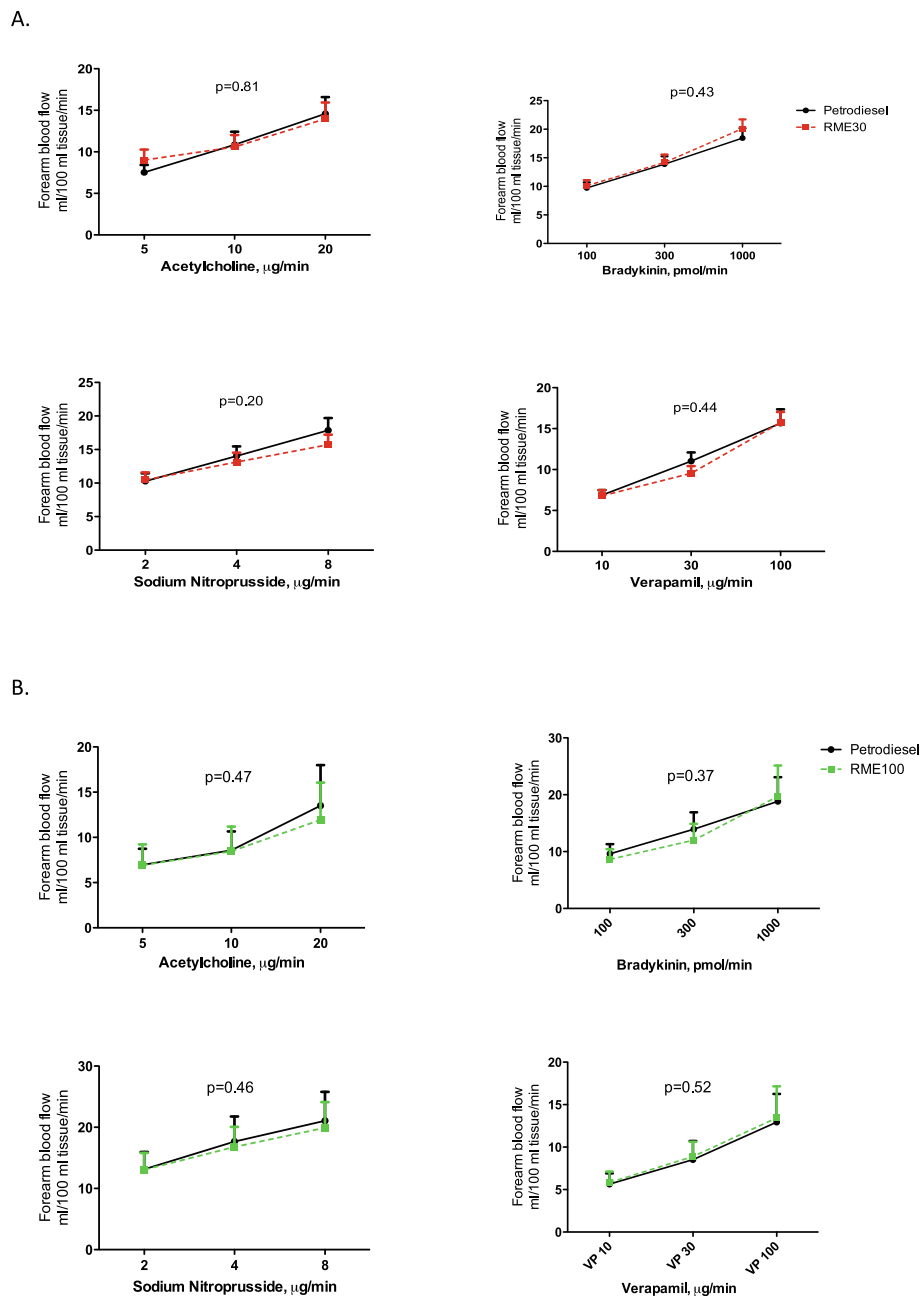 A.
p=0.81
Forearm blood flow
ml/100 ml tissue/min
20
15
10
5
0
5 10 20
Acetylcholine, μg/min
p=0.43
Forearm blood flow
ml/100 ml tissue/min
25
20
15
10
5
0
100 300 1000
Bradykinin, pmol/min
Petrodiesel
RME30
p=0.20
Forearm blood flow
ml/100 ml tissue/min
25
20
15
10
5
0
2 4 8
Sodium Nitroprusside, μg/min
p=0.44
Forearm blood flow
ml/100 ml tissue/min
20
15
10
5
0
10 30 100
Verapamil, μg/min
B.
p=0.47
Forearm blood flow
ml/100 ml tissue/min
20
15
10
5
0
5 10 20
Acetylcholine, μg/min
p=0.37
Forearm blood flow
ml/100 ml tissue/min
30
20
10
0
100 300 1000
Bradykinin, pmol/min
Petrodiesel
RME100
p=0.46
Forearm blood flow
ml/100 ml tissue/min
30
20
10
0
2 4 8
Sodium Nitroprusside, μg/min
p=0.52
Forearm blood flow
ml/100 ml tissue/min
20
15
10
5
0
VP 10 VP 30 VP 100
Verapamil, μg/min